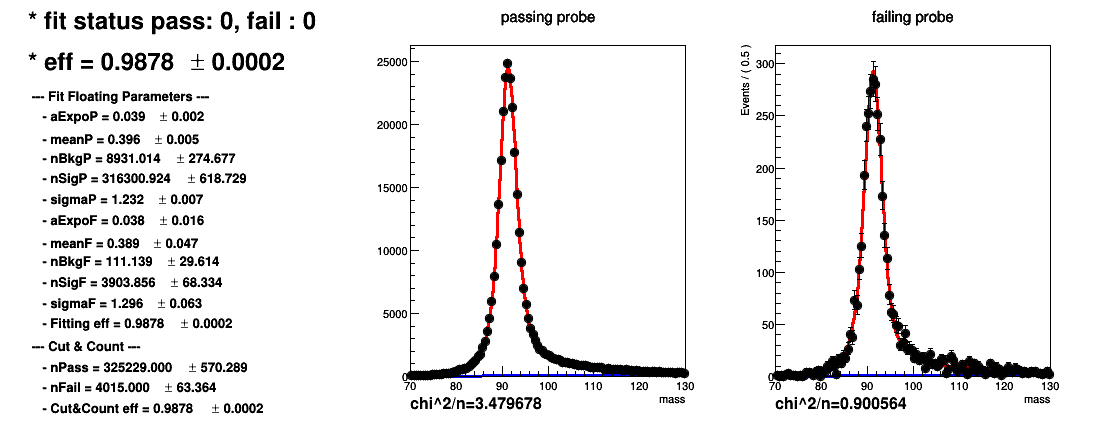 * fit status pass: 0, fail : 0
* eff = 0.9878 ± 0.0002
--- Fit Floating Parameters ---
- aExpoP = 0.039 ± 0.002
- meanP = 0.396 ± 0.005
- nBkgP = 8931.014 ± 274.677
- nSigP = 316300.924 ± 618.729
- sigmaP = 1.232 ± 0.007
- aExpoF = 0.038 ± 0.016
- meanF = 0.389 ± 0.047
- nBkgF = 111.139 ± 29.614
- nSigF = 3903.856 ± 68.334
- sigmaF = 1.296 ± 0.063
- Fitting eff = 0.9878 ± 0.0002
--- Cut & Count ---
- nPass = 325229.000 ± 570.289
- nFail = 4015.000 ± 63.364
- Cut&Count eff = 0.9878 ± 0.0002
passing probe
25000
20000
15000
10000
5000
0
70 80 90 100 110 120 130
mass
chi^2/n=3.479678
failing probe
Events / ( 0.5 )
300
250
200
150
100
50
0
70 80 90 100 110 120 130
mass
chi^2/n=0.900564